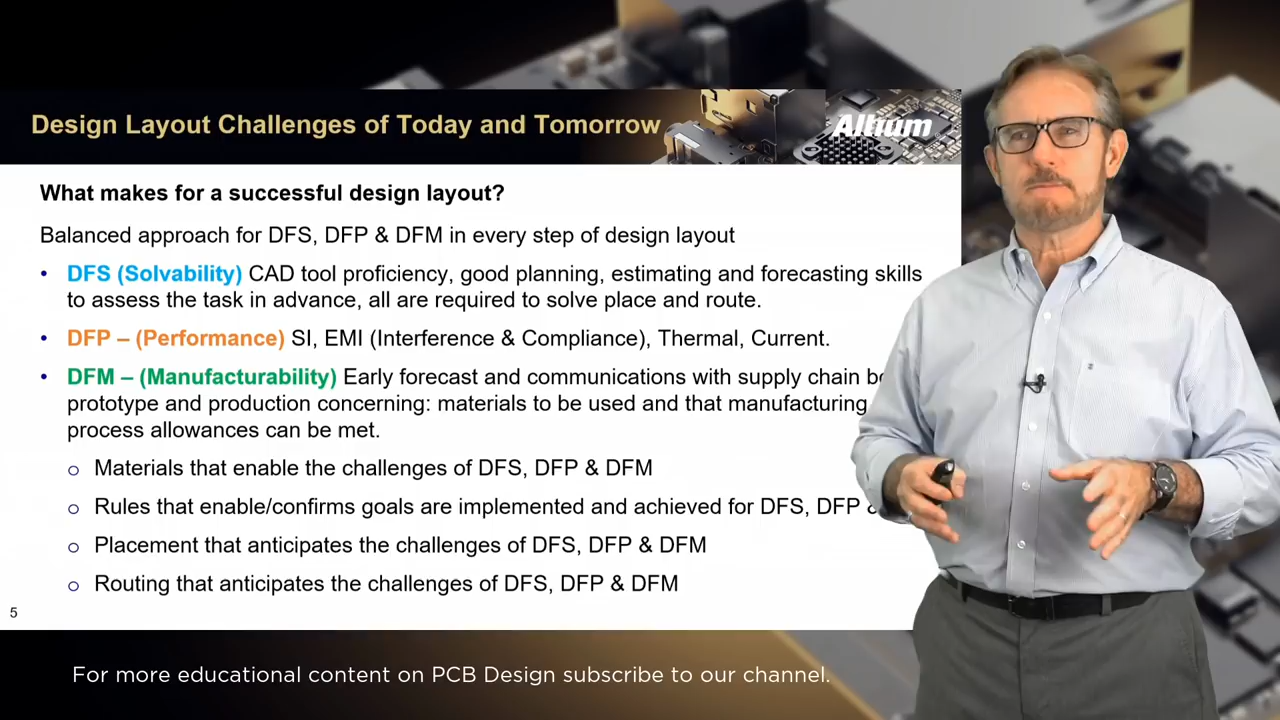 Design Layout Challenges of Today and Tomorrow
Altium
What makes for a successful design layout?
Balanced approach for DFS, DFP & DFM in every step of design layout
• DFS (Solvability) CAD tool proficiency, good planning, estimating and forecasting skills
to assess the task in advance, all are required to solve place and route.
• DFP – (Performance) SI, EMI (Interference & Compliance), Thermal, Current.
• DFM – (Manufacturability) Early forecast and communications with supply chain
prototype and production concerning: materials to be used and that manufacturing
process allowances can be met.
o Materials that enable the challenges of DFS, DFP & DFM
o Rules that enable/confirms goals are implemented and achieved for DFS, DFP
o Placement that anticipates the challenges of DFS, DFP & DFM
o Routing that anticipates the challenges of DFS, DFP & DFM
5
For more educational content on PCB Design subscribe to our channel.